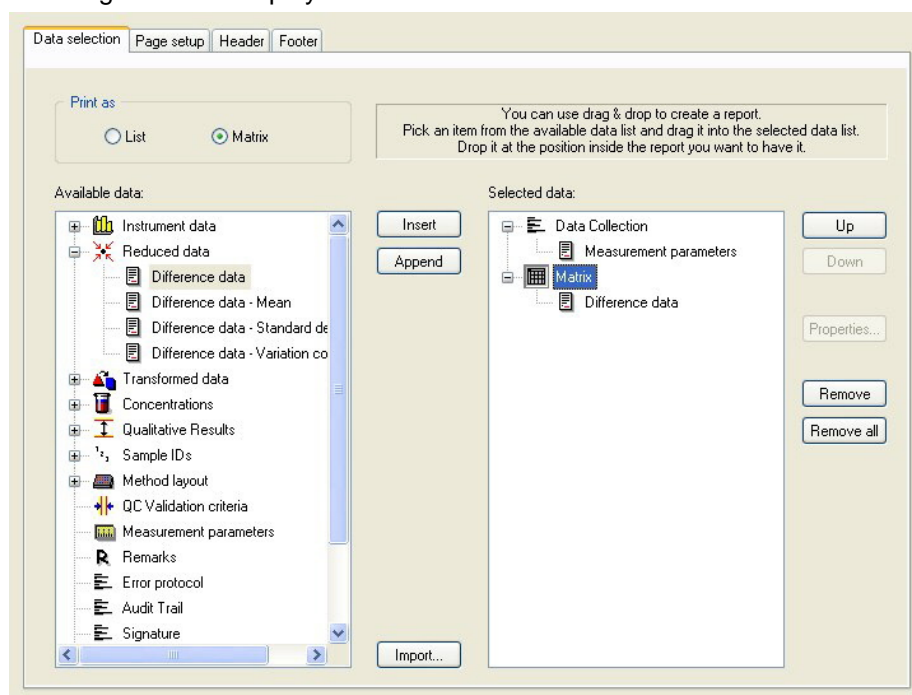 Data selection Page setup Header Footer
Print as
List Matrix
You can use drag & drop to create a report.
Pick an item from the available data list and drag it into the selected data list.
Drop it at the position inside the report you want to have it.
Available data:
Instrument data
Reduced data
Difference data
Difference data - Mean
Difference data - Standard de
Difference data - Variation co
Transformed data
Concentrations
Qualitative Results
Sample IDs
Method layout
QC Validation criteria
Measurement parameters
Remarks
Error protocol
Audit Trail
Signature
Insert
Append
Import...
Selected data:
Data Collection
Measurement parameters
Matrix
Difference data
Up
Down
Properties...
Remove
Remove all